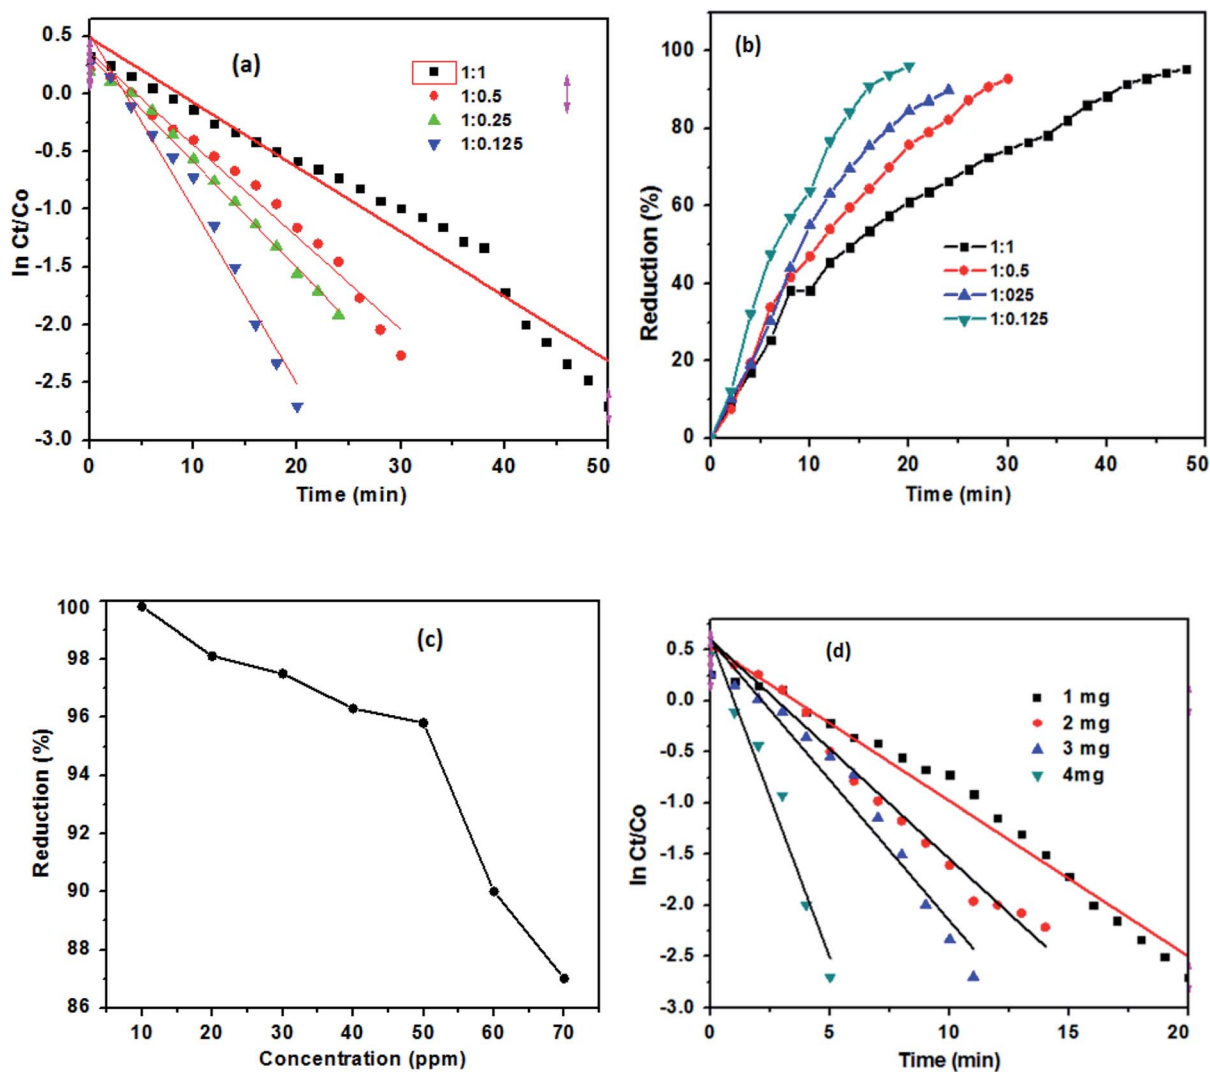 (a)
1:1
1:0.5
1:0.25
1:0.125
0.5
0.0
-0.5
-1.0
-1.5
-2.0
-2.5
-3.0
ln Ct/Co
0 10 20 30 40 50
Time (min)
(b)
100
80
60
40
20
0
Reduction (%)
1:1
1:0.5
1:025
1:0.125
0 10 20 30 40 50
Time (min)
(c)
100
98
96
94
92
90
88
86
Reduction (%)
10 20 30 40 50 60 70
Concentration (ppm)
(d)
0.5
0.0
-0.5
-1.0
-1.5
-2.0
-2.5
-3.0
ln Ct/Co
1 mg
2 mg
3 mg
4mg
0 5 10 15 20
Time (min)